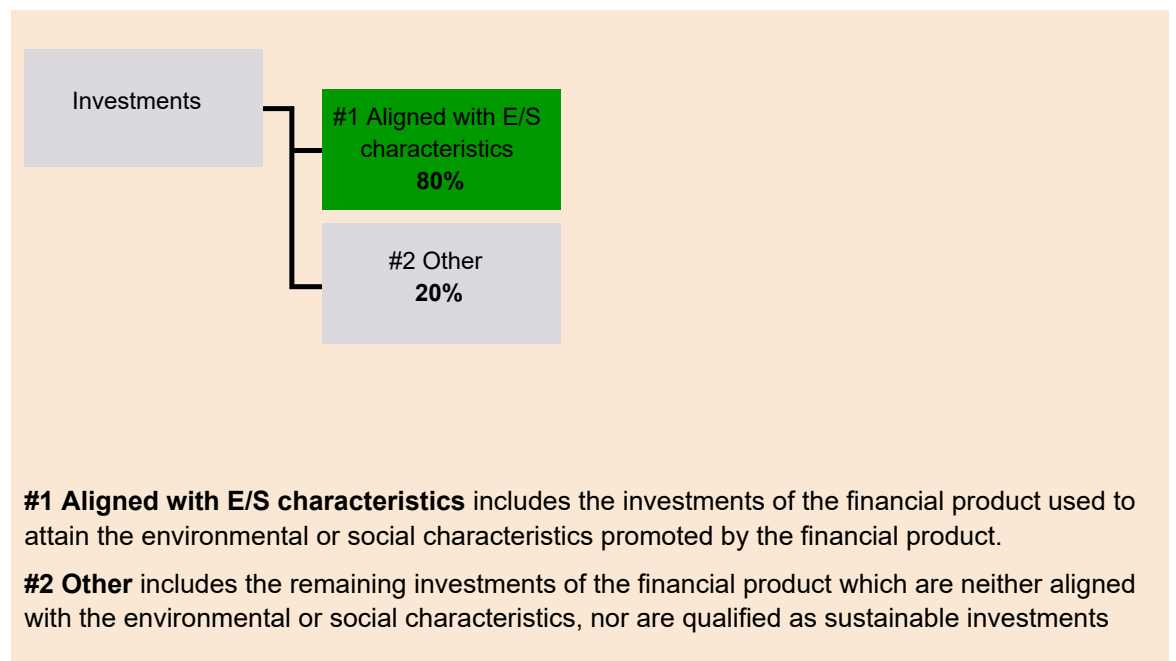 Investments
#1 Aligned with E/S
characteristics
80%
#2 Other
20%
#1 Aligned with E/S characteristics includes the investments of the financial product used to
attain the environmental or social characteristics promoted by the financial product.
#2 Other includes the remaining investments of the financial product which are neither aligned
with the environmental or social characteristics, nor are qualified as sustainable investments